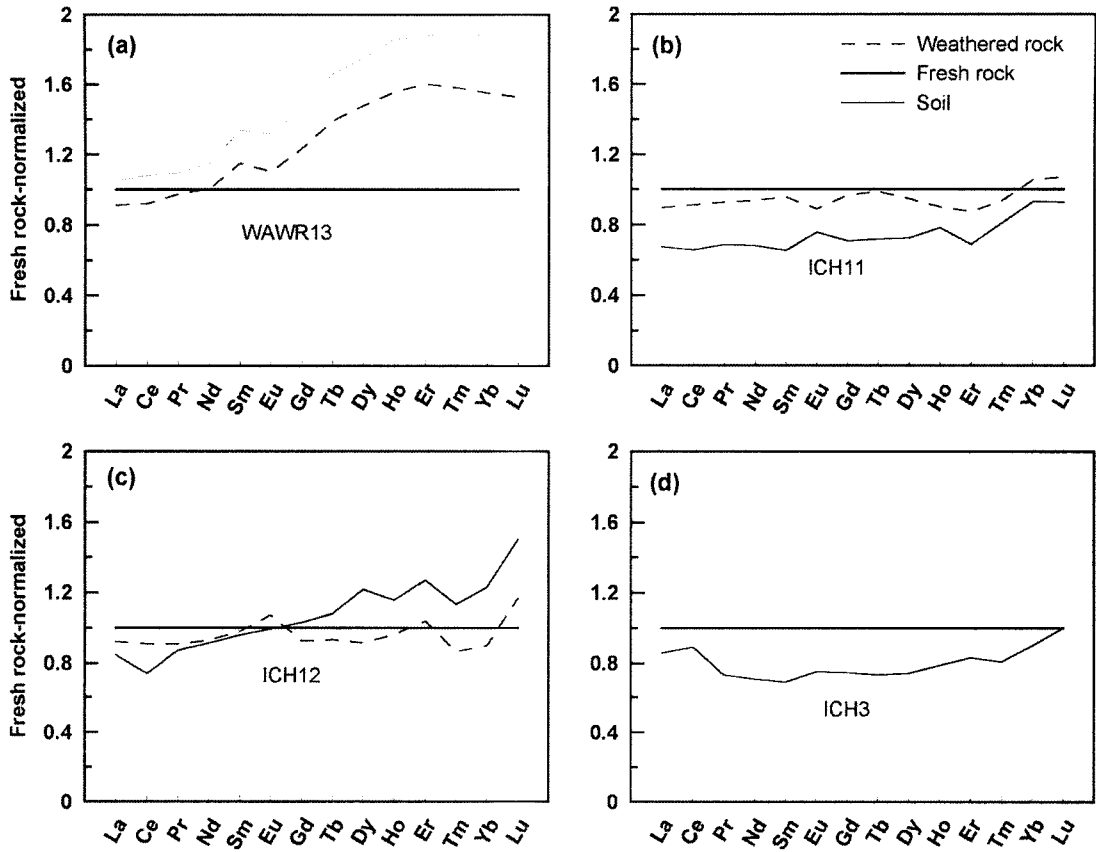 (a)
Fresh rock-normalized
2
1.6
1.2
0.8
0.4
0
WAWR13
La Ce Pr Nd Sm Eu Gd Tb Dy Ho Er Tm Yb Lu
(b)
Weathered rock
Fresh rock
Soil
2
1.6
1.2
0.8
0.4
0
ICH11
La Ce Pr Nd Sm Eu Gd Tb Dy Ho Er Tm Yb Lu
(c)
Fresh rock-normalized
2
1.6
1.2
0.8
0.4
0
ICH12
La Ce Pr Nd Sm Eu Gd Tb Dy Ho Er Tm Yb Lu
(d)
2
1.6
1.2
0.8
0.4
0
ICH3
La Ce Pr Nd Sm Eu Gd Tb Dy Ho Er Tm Yb Lu